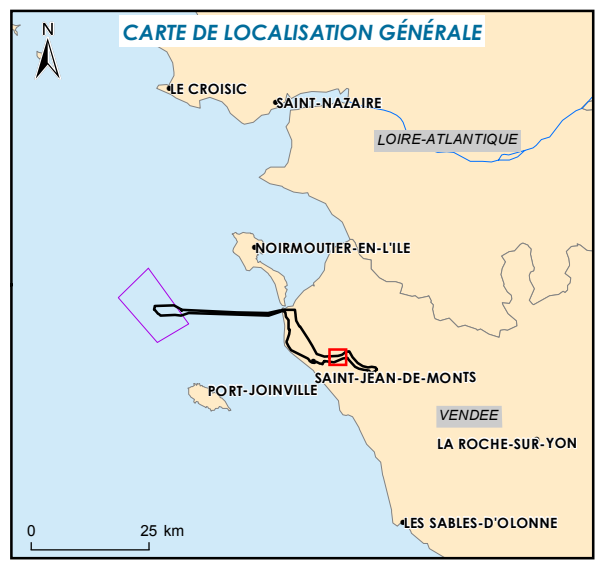 CARTE DE LOCALISATION GÉNÉRALE
N
LE CROISIC
SAINT-NAZAIRE
LOIRE-ATLANTIQUE
NOIRMOUTIER-EN-L'ILE
SAINT-JEAN-DE-MONTS
PORT-JOINVILLE
VENDEE
LA ROCHE-SUR-YON
LES SABLES-D'OLONNE
0 25 km